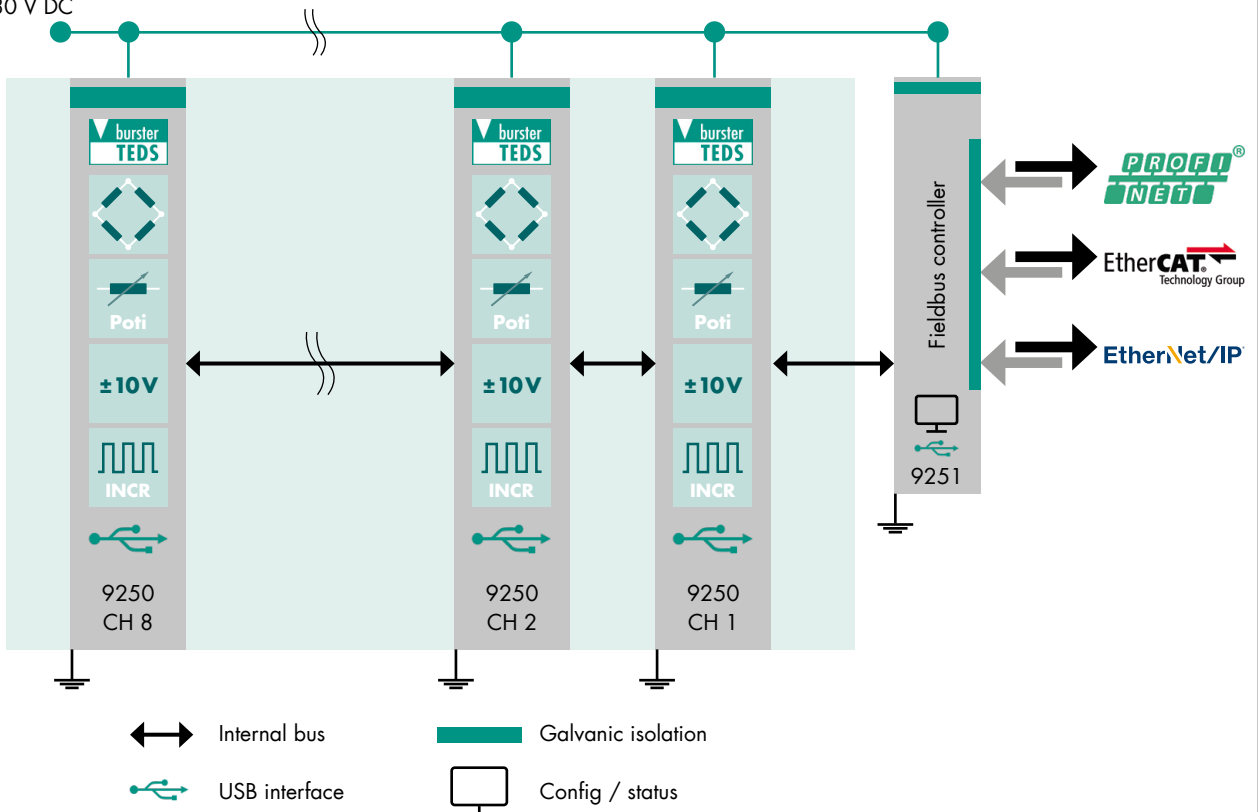 30 V DC
burster
TEDS
Poti
±10V
INCR
9250
CH 8
burster
TEDS
Poti
±10V
INCR
9250
CH 2
burster
TEDS
Poti
±10V
INCR
9250
CH 1
Fieldbus controller
9251
PROFI®
NET
EtherCAT®
Technology Group
EtherNet/IP
Internal bus
Galvanic isolation
USB interface
Config / status